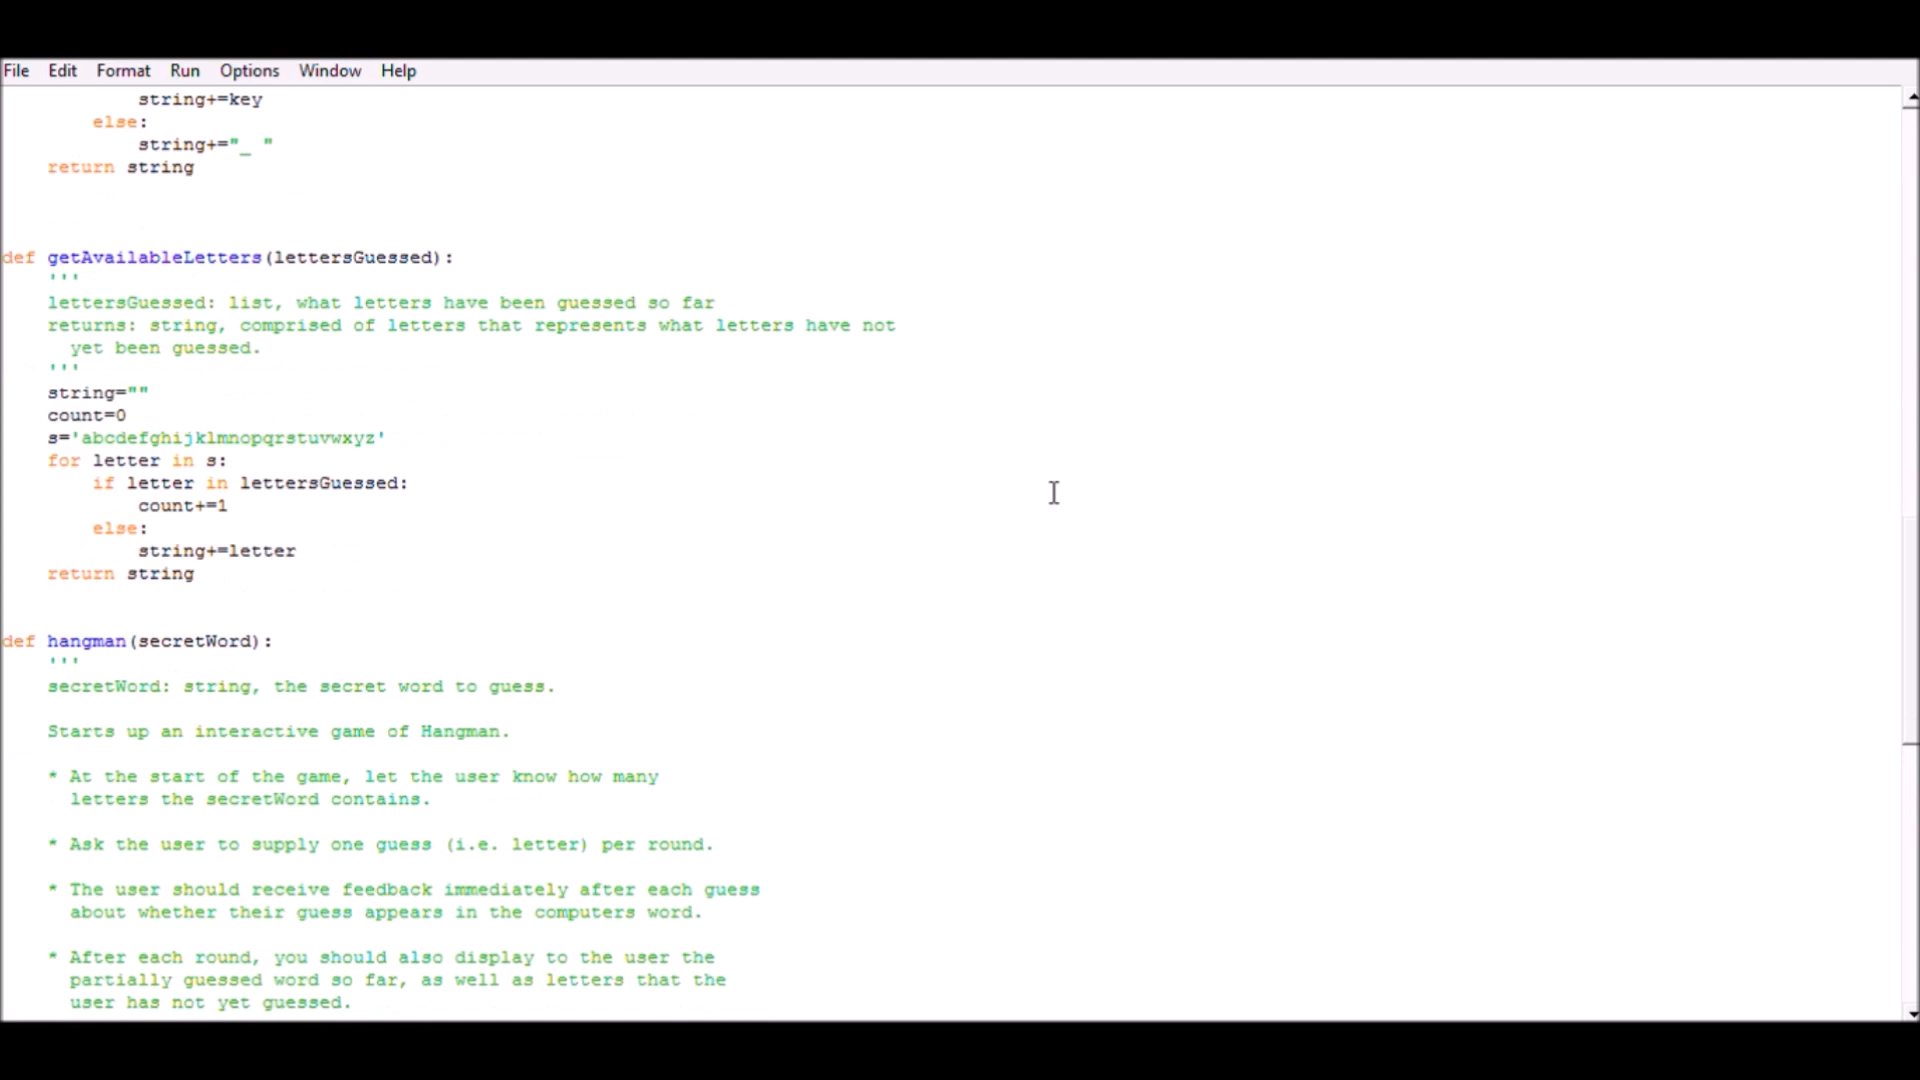 File Edit Format Run Options Window Help
string+=key
else:
string+="_ "
return string
def getAvailableLetters(lettersGuessed):
'''
lettersGuessed: list, what letters have been guessed so far
returns: string, comprised of letters that represents what letters have not
yet been guessed.
'''
string=""
count=0
s='abcdefghijklmnopqrstuvwxyz'
for letter in s:
if letter in lettersGuessed:
count+=1
else:
string+=letter
return string
def hangman(secretWord):
'''
secretWord: string, the secret word to guess.
Starts up an interactive game of Hangman.
* At the start of the game, let the user know how many
letters the secretWord contains.
* Ask the user to supply one guess (i.e. letter) per round.
* The user should receive feedback immediately after each guess
about whether their guess appears in the computers word.
* After each round, you should also display to the user the
partially guessed word so far, as well as letters that the
user has not yet guessed.